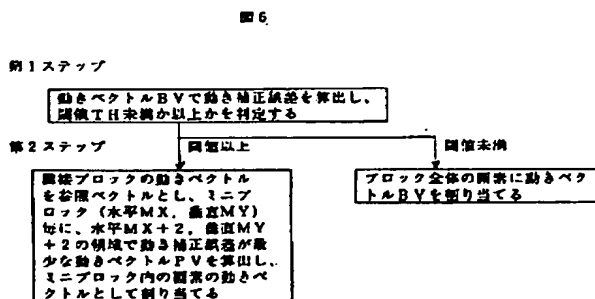 図6
第1ステップ
動きベクトルBVで動き補正誤差を算出し、
閾値TH未満か以上かを判定する
第2ステップ
閾値以上
閾値未満
隣接ブロックの動きベクトル
を参照ベクトルとし、ミニブ
ロック(水平MX,垂直MY)
毎に、水平MX+2,垂直MY
+2の領域で動き補正誤差が最
少な動きベクトルPVを算出し、
ミニブロック内の画素の動きベ
クトルとして割り当てる
ブロック全体の画素に動きベク
トルBVを割り当てる